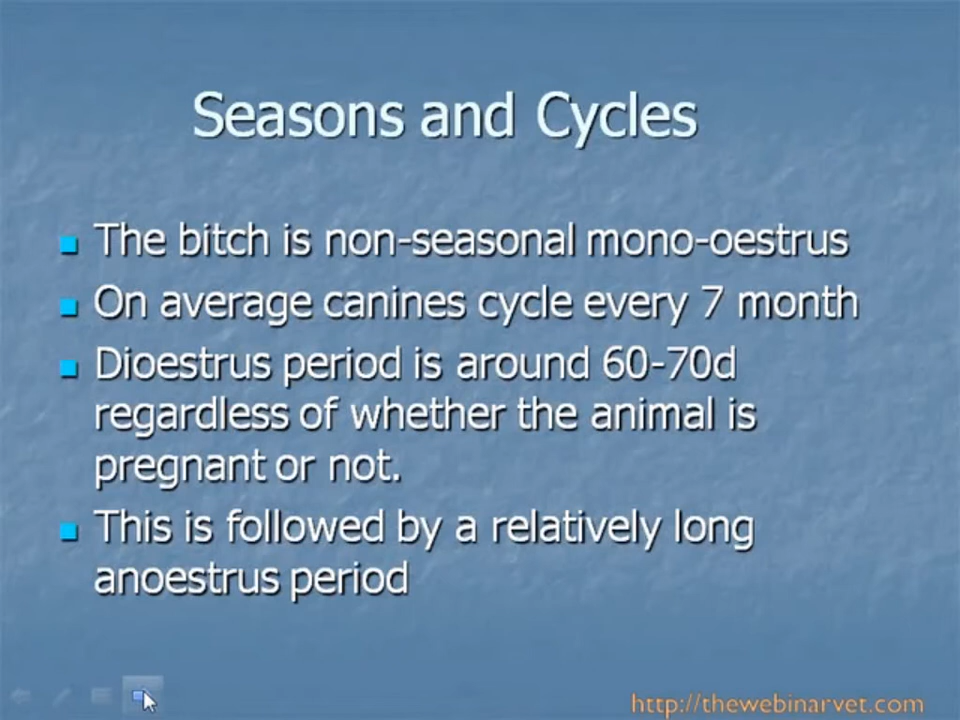 Seasons and Cycles
The bitch is non-seasonal mono-oestrus
On average canines cycle every 7 month
Dioestrus period is around 60-70d
regardless of whether the animal is
pregnant or not.
This is followed by a relatively long
anoestrus period
http://thewebinarvet.com